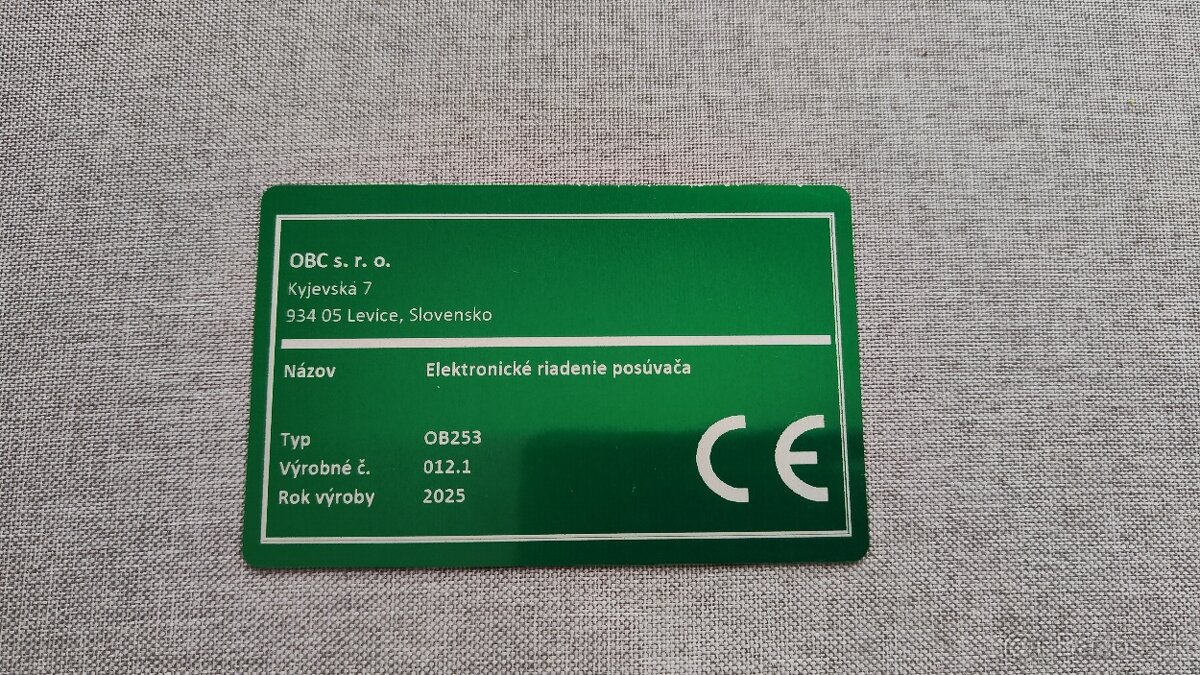 OBC s. r. o.
Kyjevská 7
934 05 Levice, Slovensko
Názov Elektronické riadenie posúvača
Typ OB253
Výrobné č. 012.1
Rok výroby 2025
CE